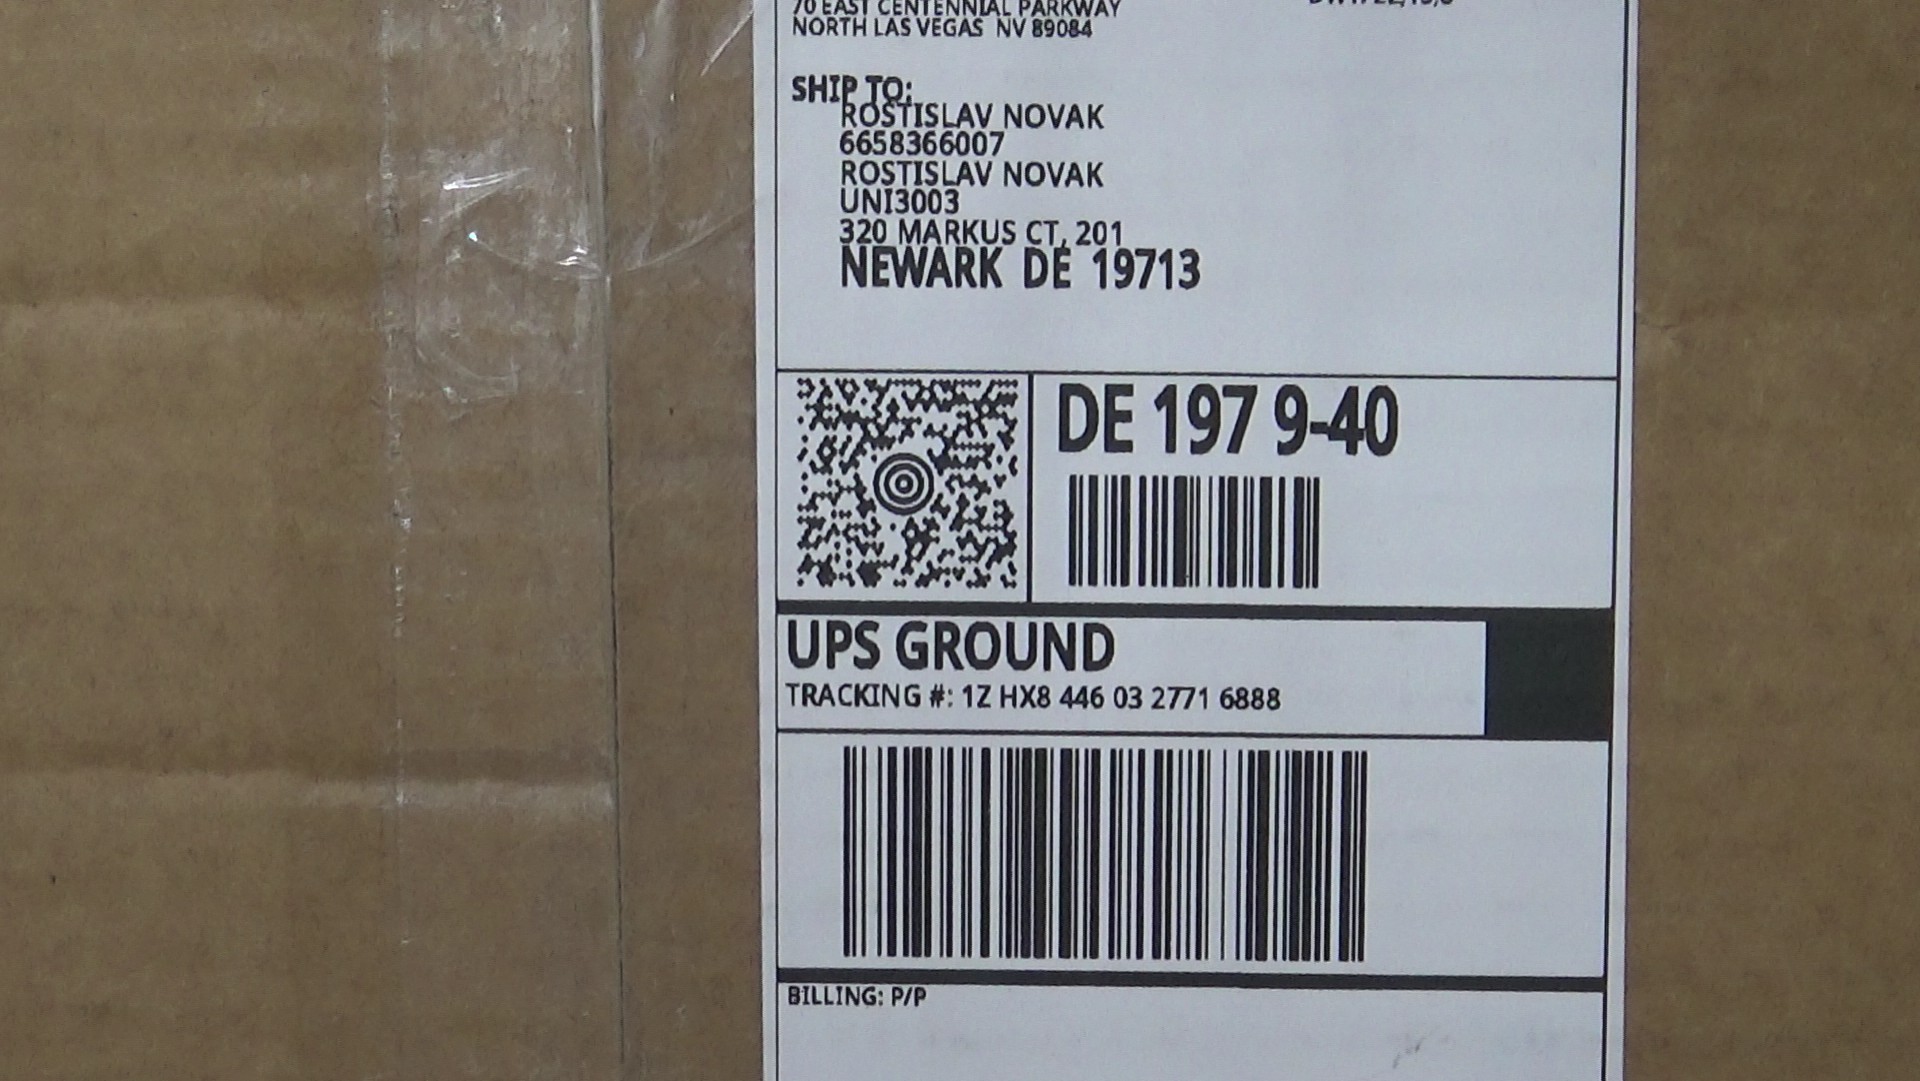 70 EAST CENTENNIAL PARKWAY
NORTH LAS VEGAS NV 89084
SHIP TO:
ROSTISLAV NOVAK
6658366007
ROSTISLAV NOVAK
UNI3003
320 MARKUS CT, 201
NEWARK DE 19713
DE 197 9-40
UPS GROUND
TRACKING #: 1Z HX8 446 03 2771 6888
BILLING: P/P